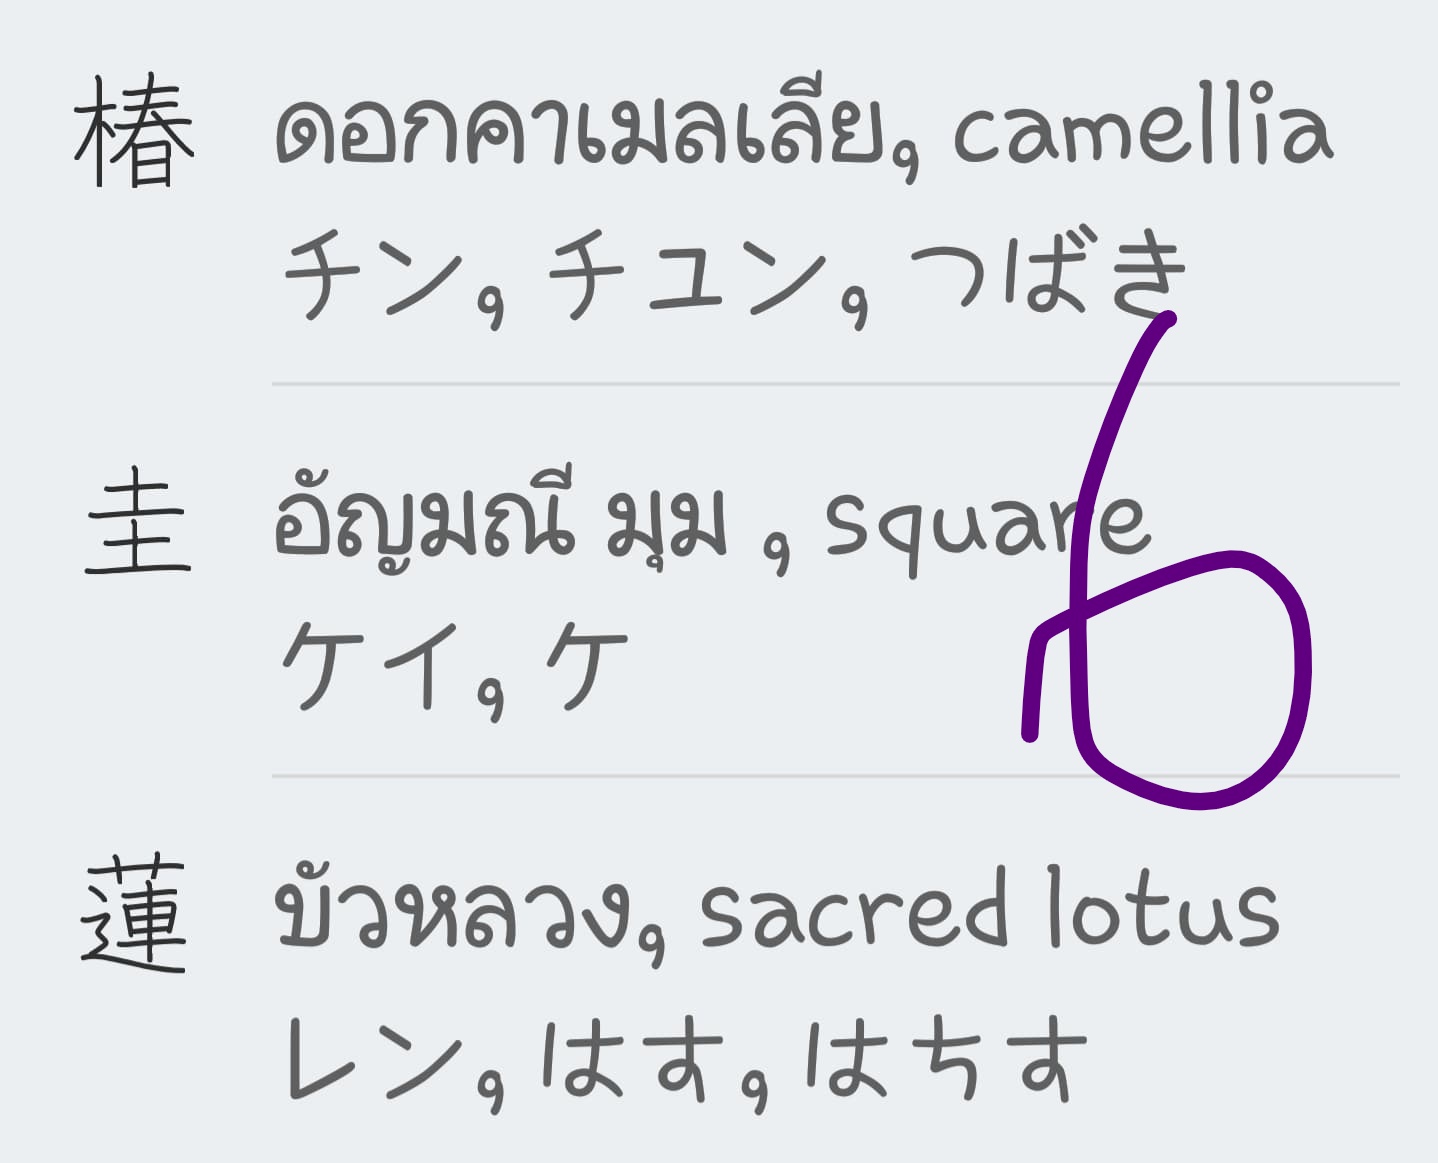 椿 ดอกคาเมลเลีย, camellia
チン, チュン, つばき
圭 อัญมณี มุม , square
ケイ, ケ
蓮 บัวหลวง, sacred lotus
レン, はす, はちす